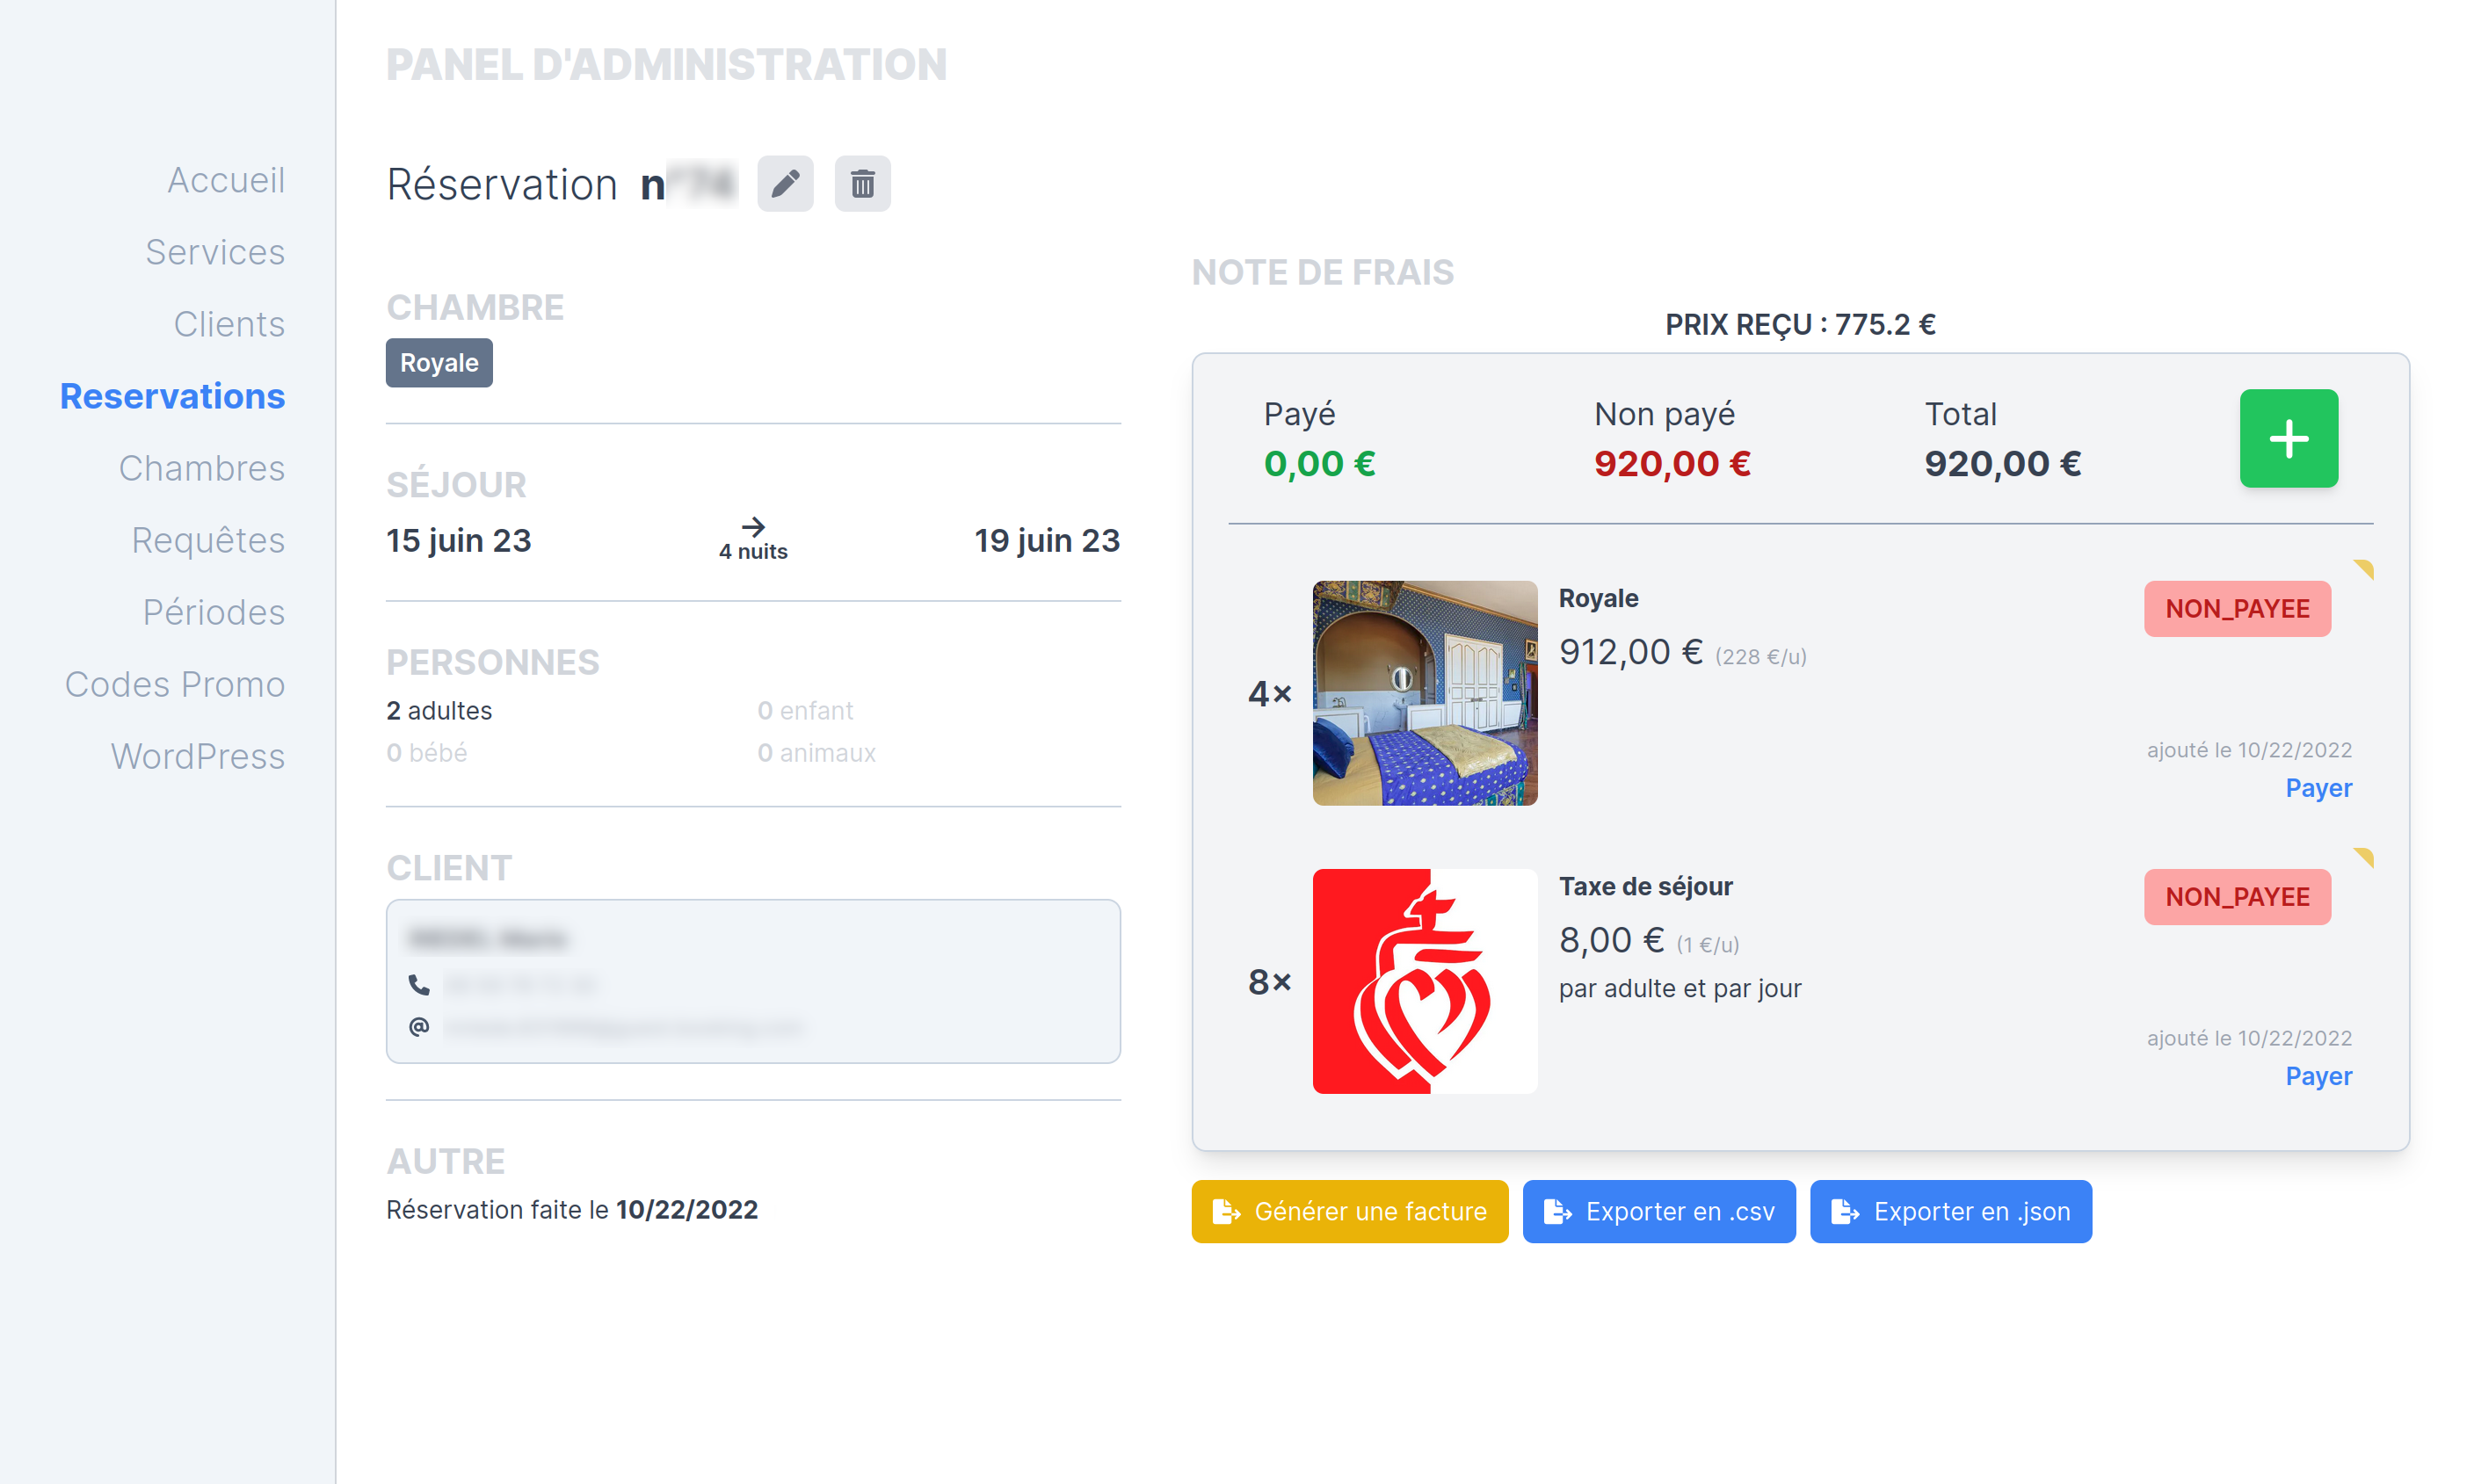 PANEL D'ADMINISTRATION
Accueil
Services
Clients
Reservations
Chambres
Requêtes
Périodes
Codes Promo
WordPress
Réservation n
CHAMBRE
Royale
SÉJOUR
15 juin 23 → 19 juin 23
4 nuits
PERSONNES
2 adultes 0 enfant
0 bébé 0 animaux
CLIENT
AUTRE
Réservation faite le 10/22/2022
NOTE DE FRAIS
PRIX REÇU : 775.2 €
Payé Non payé Total
0,00 € 920,00 € 920,00 €
Royale
NON_PAYEE
912,00 € (228 €/u)
4×
ajouté le 10/22/2022
Payer
Taxe de séjour
NON_PAYEE
8,00 € (1 €/u)
8×
par adulte et par jour
ajouté le 10/22/2022
Payer
Générer une facture Exporter en .csv Exporter en .json